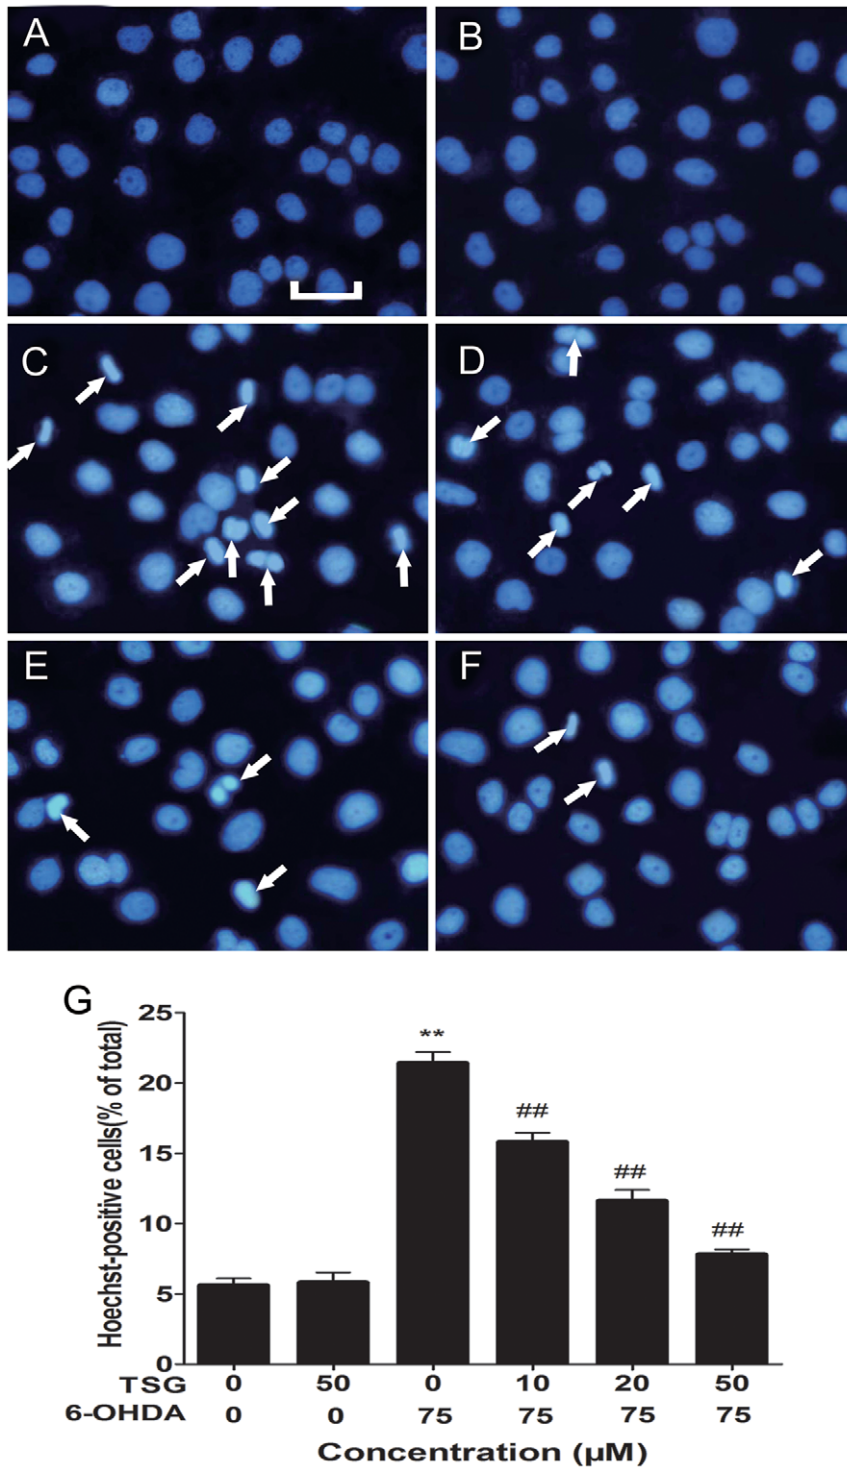 A
B
C
D
E
F
G
Hoechst-positive cells(% of total)
25
20
15
10
5
0
**
##
##
##
TSG 0 50 0 10 20 50
6-OHDA 0 0 75 75 75 75
Concentration (µM)